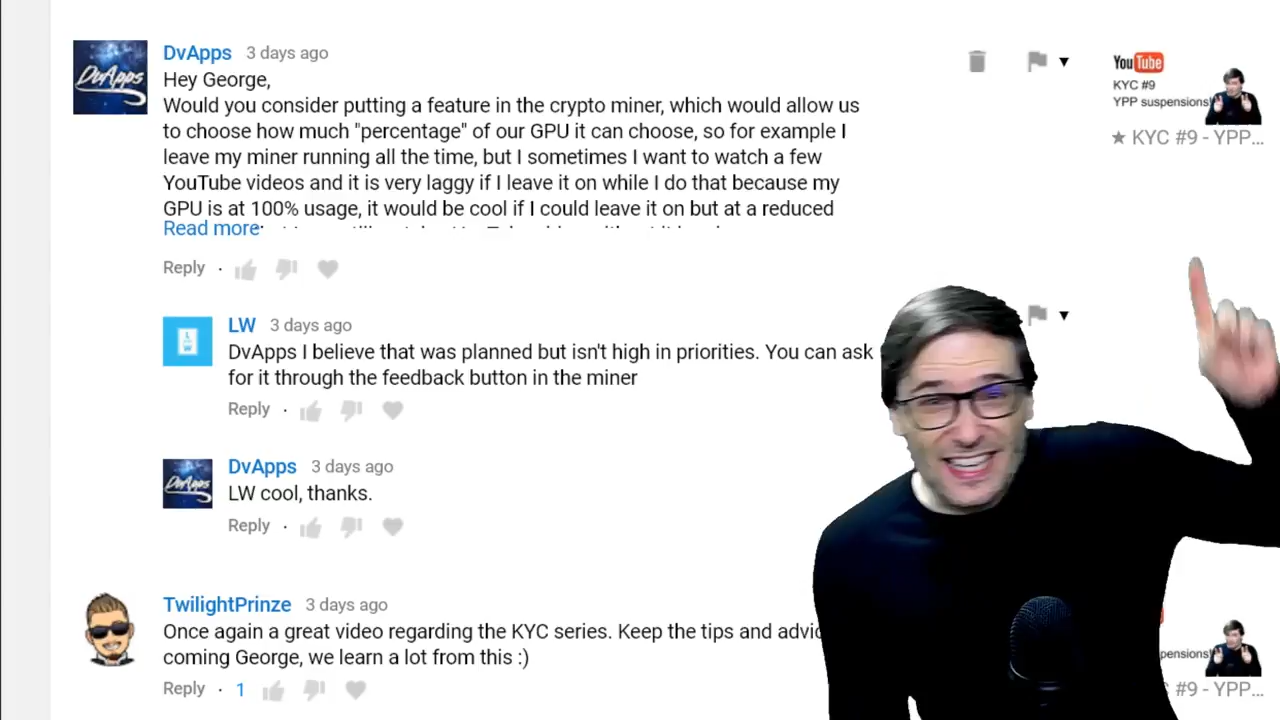 DvApps 3 days ago
Hey George,
Would you consider putting a feature in the crypto miner, which would allow us
to choose how much "percentage" of our GPU it can choose, so for example I
leave my miner running all the time, but I sometimes I want to watch a few
YouTube videos and it is very laggy if I leave it on while I do that because my
GPU is at 100% usage, it would be cool if I could leave it on but at a reduced
Read more
Reply ·
YouTube
KYC #9
YPP suspensions!
★ KYC #9 - YPP...
LW 3 days ago
DvApps I believe that was planned but isn't high in priorities. You can ask
for it through the feedback button in the miner
Reply ·
DvApps 3 days ago
LW cool, thanks.
Reply ·
TwilightPrinze 3 days ago
Once again a great video regarding the KYC series. Keep the tips and advic
coming George, we learn a lot from this :)
Reply · 1
pensions!
#9 - YPP...
DvApps
DvApps
L
W